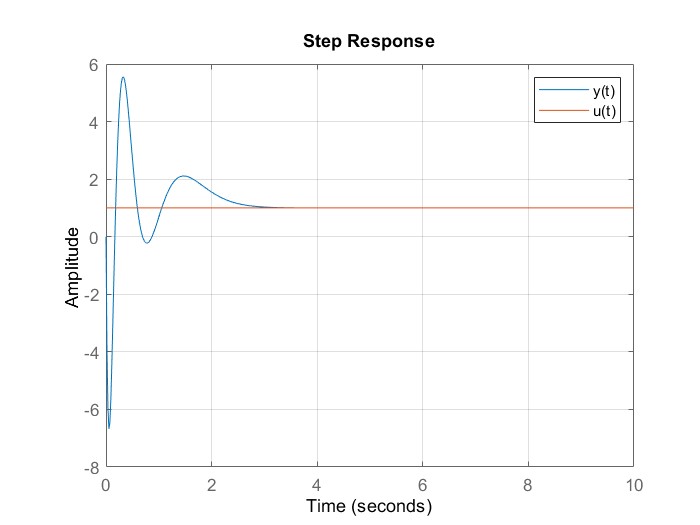 Step Response
y(t)
u(t)
Amplitude
6
4
2
0
-2
-4
-6
-8
0 2 4 6 8 10
Time (seconds)